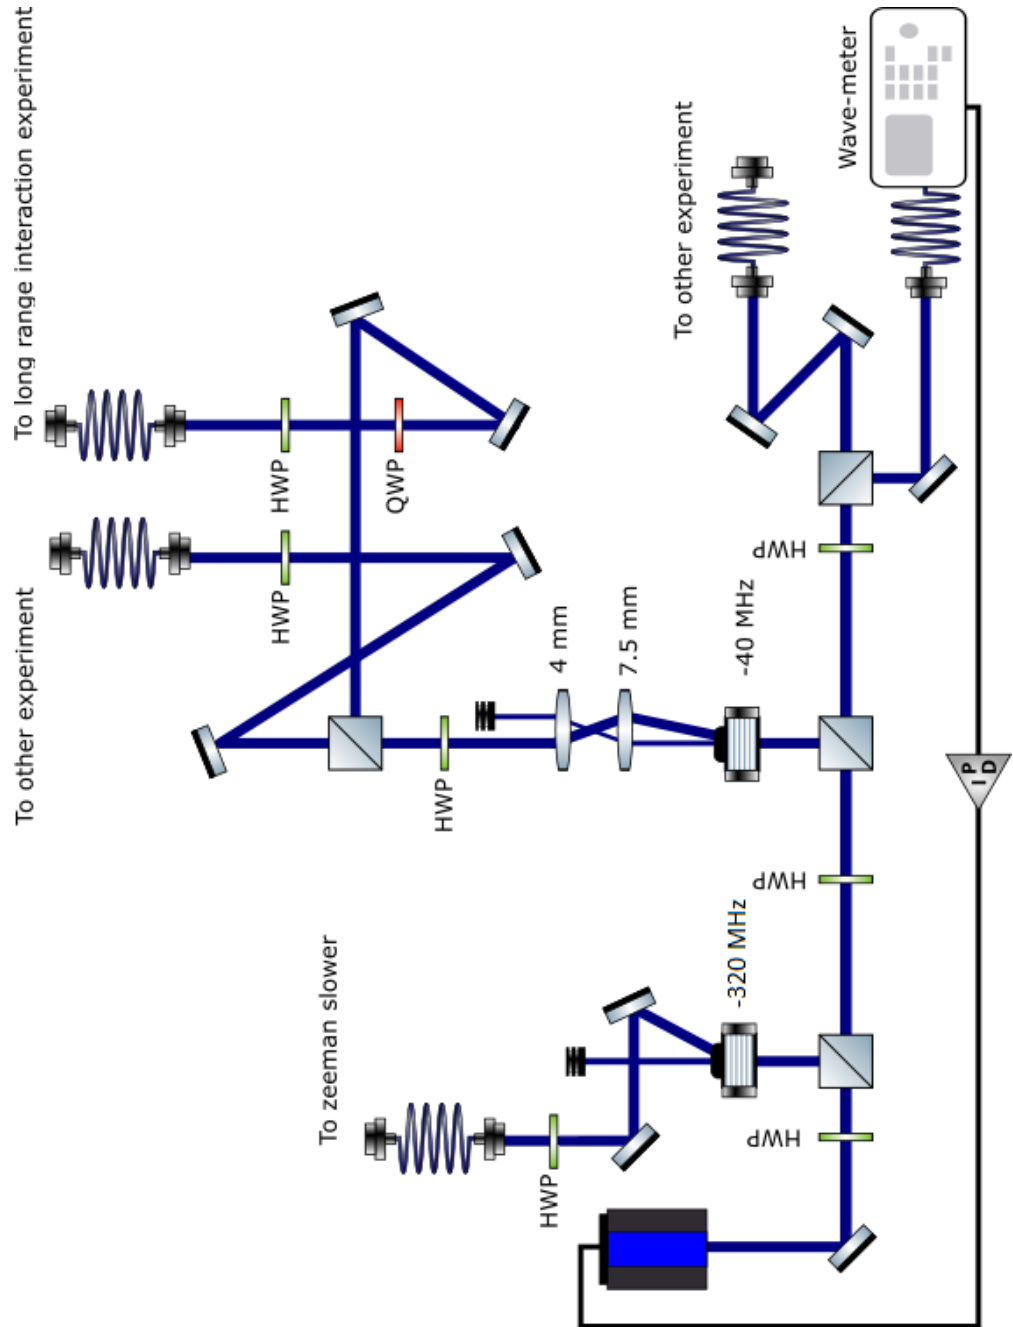 To long range interaction experiment
To other experiment
Wave-meter
To other experiment
HWP
QWP
HWP
HWP
4 mm
7.5 mm
-40 MHz
HWP
HWP
-320 MHz
To zeeman slower
HWP
HWP
P
I
D